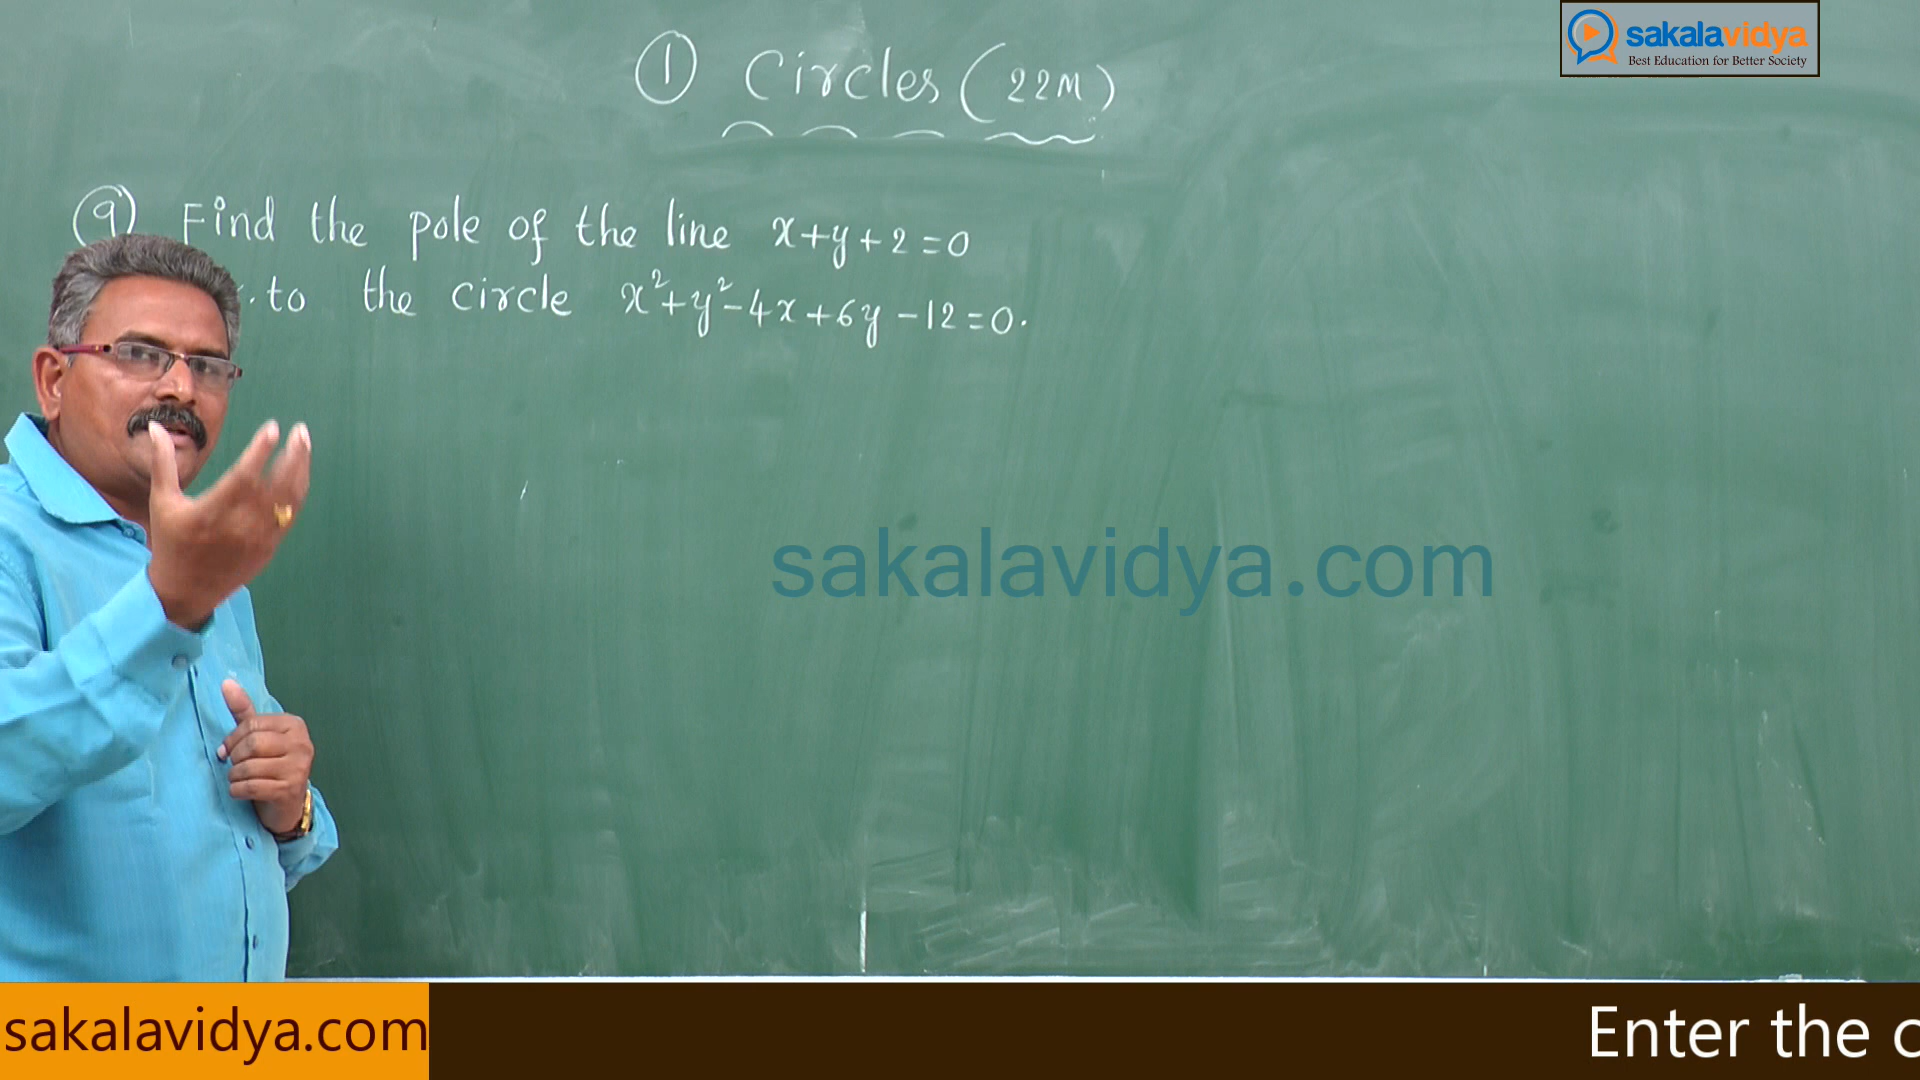 sakalavidya
Best Education for Better Society
① Circles (22M)
⑨ Find the pole of the line x+y+2=0
to the circle x²+y²-4x+6y-12=0.
sakalavidya.com
sakalavidya.com
Enter the